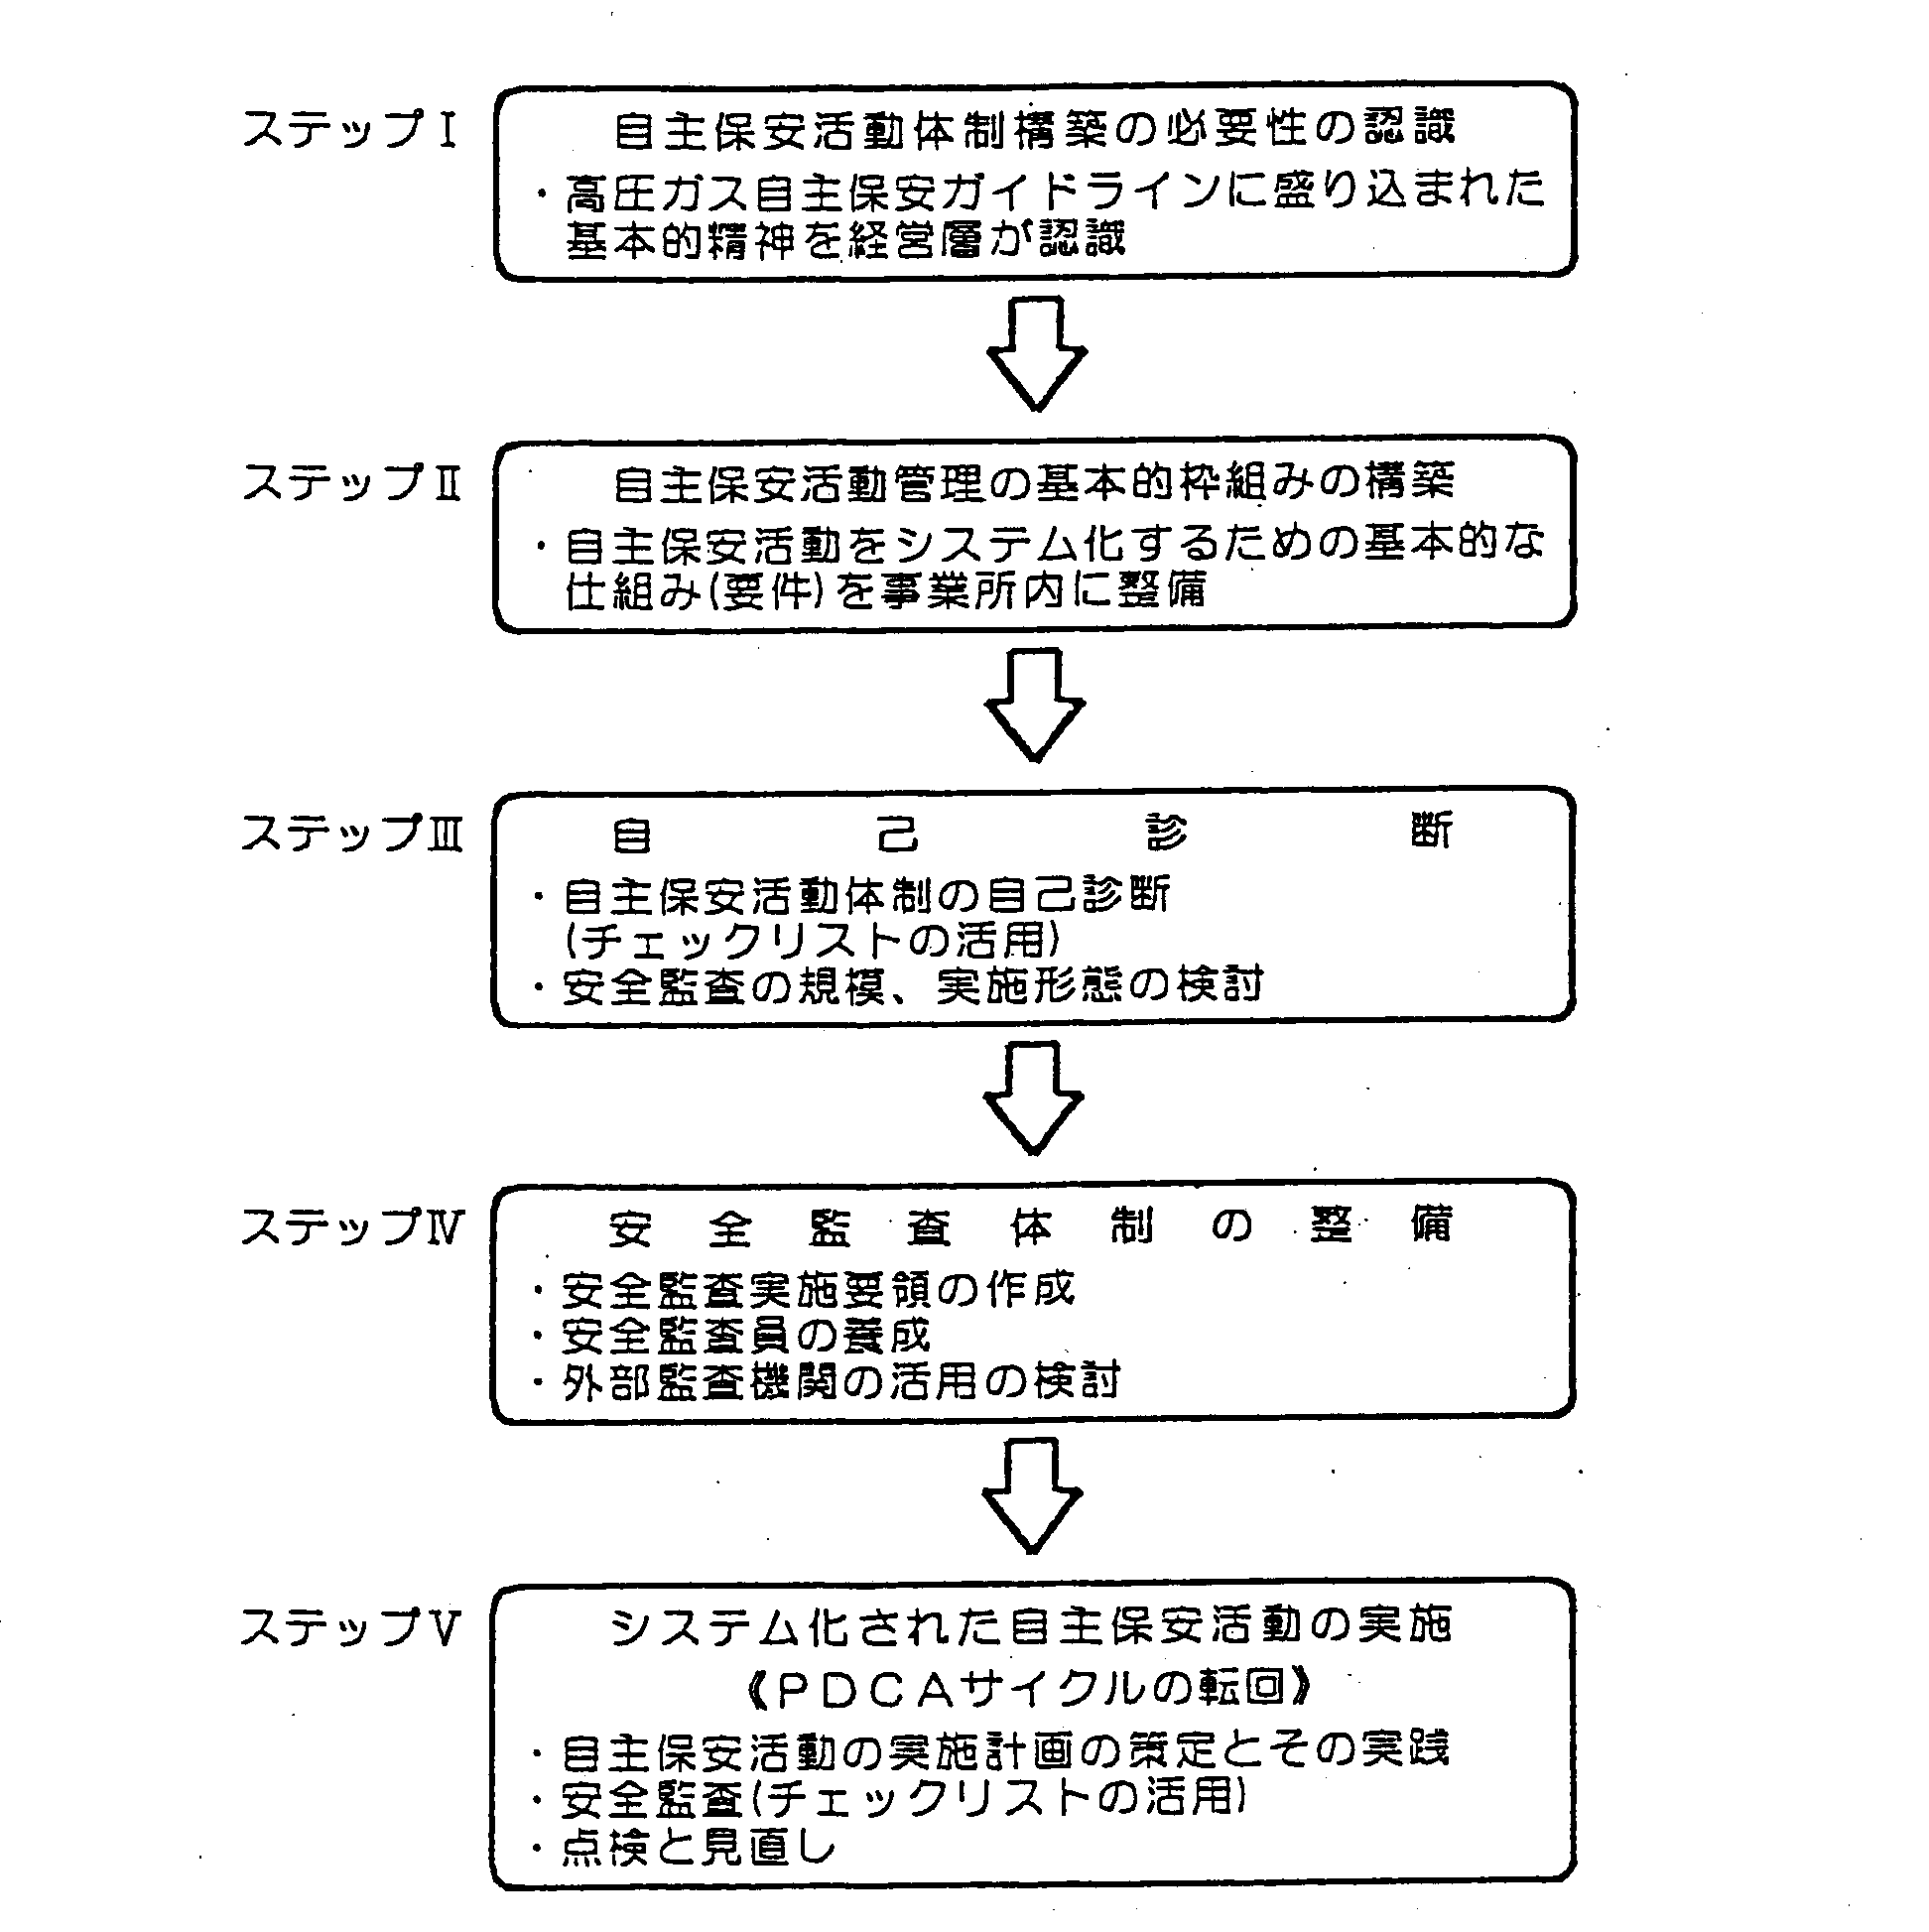 ステップⅠ
自主保安活動体制構築の必要性の認識
・高圧ガス自主保安ガイドラインに盛り込まれた
基本的精神を経営層が認識
ステップⅡ
自主保安活動管理の基本的枠組みの構築
・自主保安活動をシステム化するための基本的な
仕組み(要件)を事業所内に整備
ステップⅢ
自己診断
・自主保安活動体制の自己診断
(チェックリストの活用)
・安全監査の規模、実施形態の検討
ステップⅣ
安全監査体制の整備
・安全監査実施要領の作成
・安全監査員の養成
・外部監査機関の活用の検討
ステップⅤ
システム化された自主保安活動の実施
《PDCAサイクルの転回》
・自主保安活動の実施計画の策定とその実践
・安全監査(チェックリストの活用)
・点検と見直し